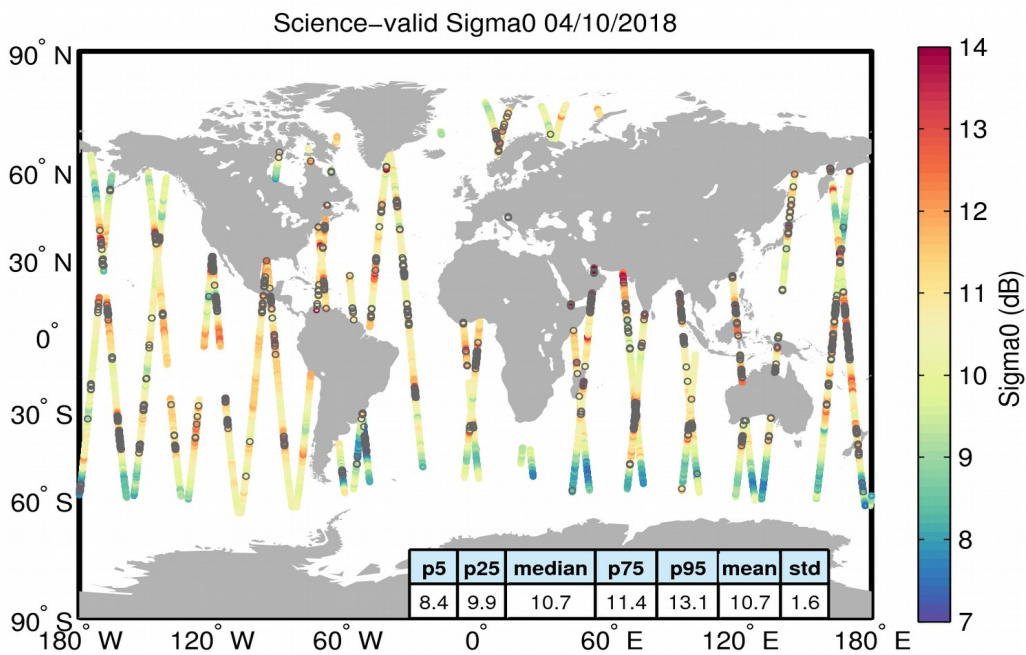 Science−valid Sigma0 04/10/2018
90° N
60° N
30° N
0°
30° S
60° S
90° S
180° W
120° W
60° W
0°
60° E
120° E
180° E
14
13
12
11
10
9
8
7
Sigma0 (dB)
p5 p25 median p75 p95 mean std
8.4 9.9 10.7 11.4 13.1 10.7 1.6